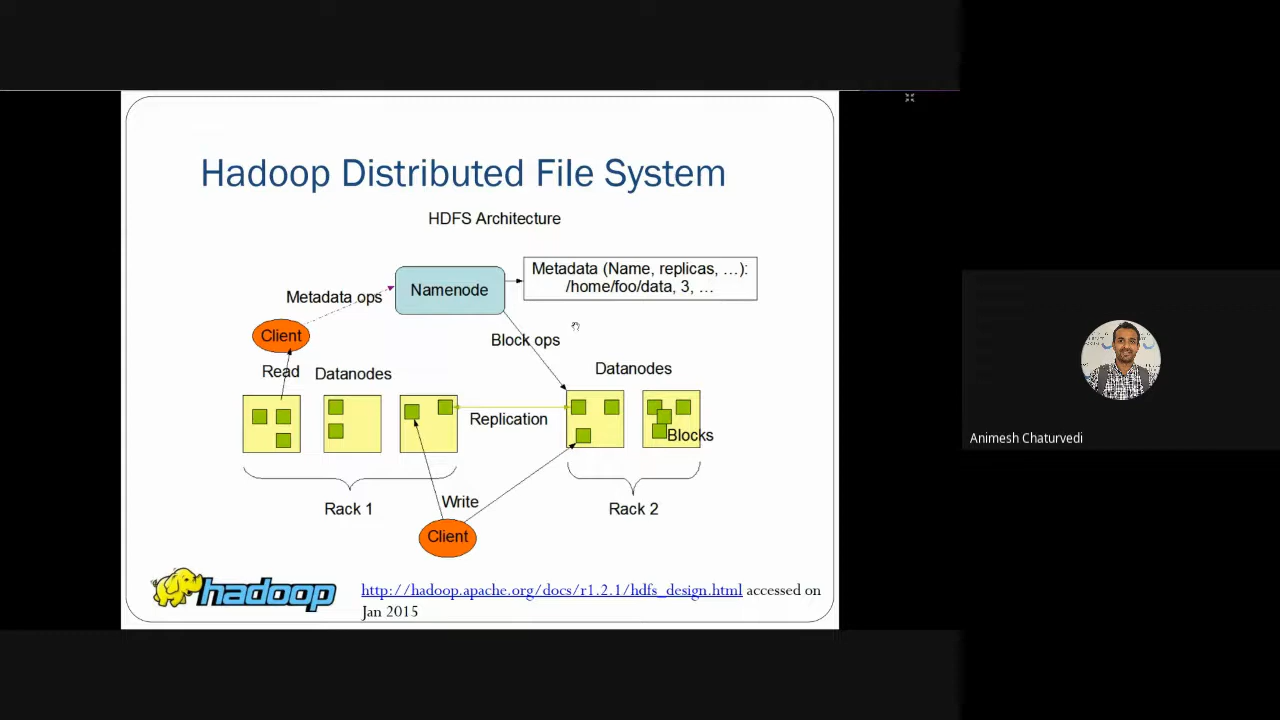 Hadoop Distributed File System
HDFS Architecture
Metadata (Name, replicas, …):
/home/foo/data, 3, …
Namenode
Metadata ops
Client
Block ops
Read
Datanodes
Datanodes
Replication
Blocks
Rack 1
Write
Rack 2
Client
hadoop
http://hadoop.apache.org/docs/r1.2.1/hdfs_design.html accessed on
Jan 2015
Animesh Chaturvedi